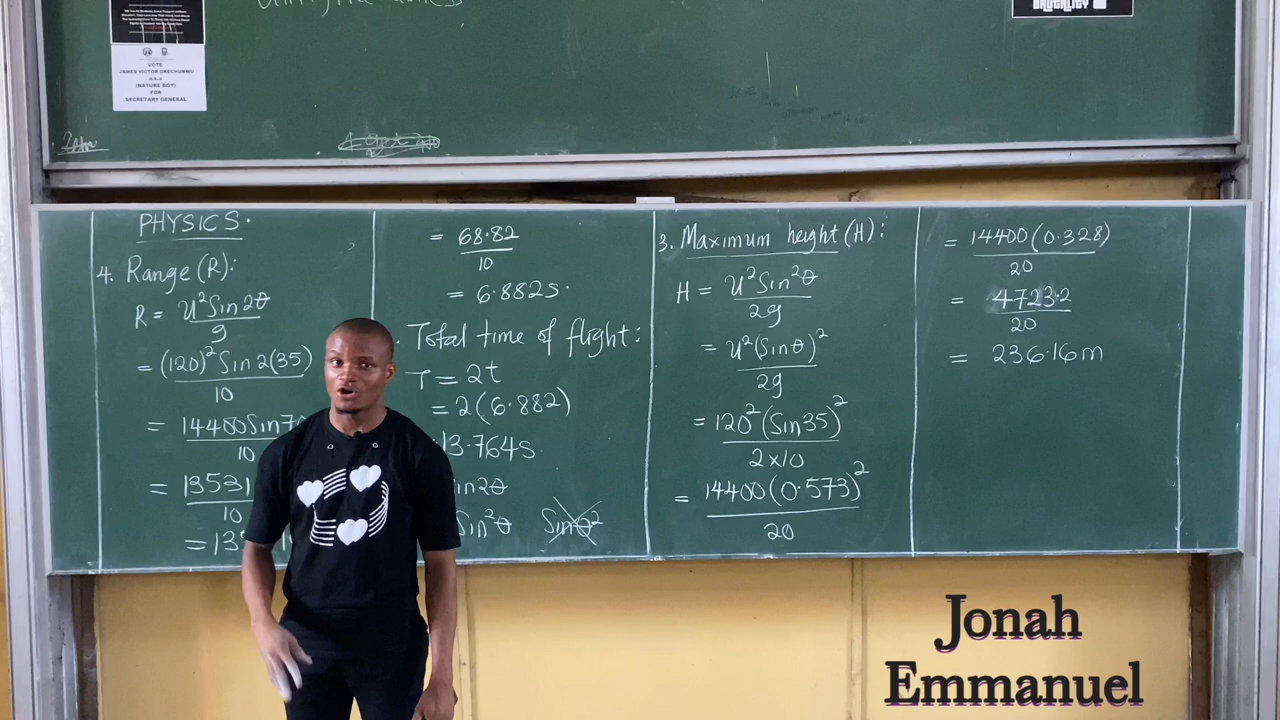 VOTE
JAMES VICTOR OKECHUKWU
A.K.A
(NATURE BOY)
FOR
SECRETARY GENERAL
PHYSICS.
4. Range (R):
R = U²Sin2θ
g
= (120)² Sin 2(35)
10
= 14400Sin7
10
= 13531
10
= 13
= 68.82
10
= 6.882s.
. Total time of flight:
T = 2t
= 2(6.882)
13.764s
in2θ
Sin²θ Sinθ²
3. Maximum height (H):
H = U²Sin²θ
2g
= U²(Sinθ)²
2g
= 120²(Sin35)²
2×10
= 14400(0.573)²
20
= 14400(0.328)
20
= 4723.2
20
= 236.16m
Jonah
Emmanuel